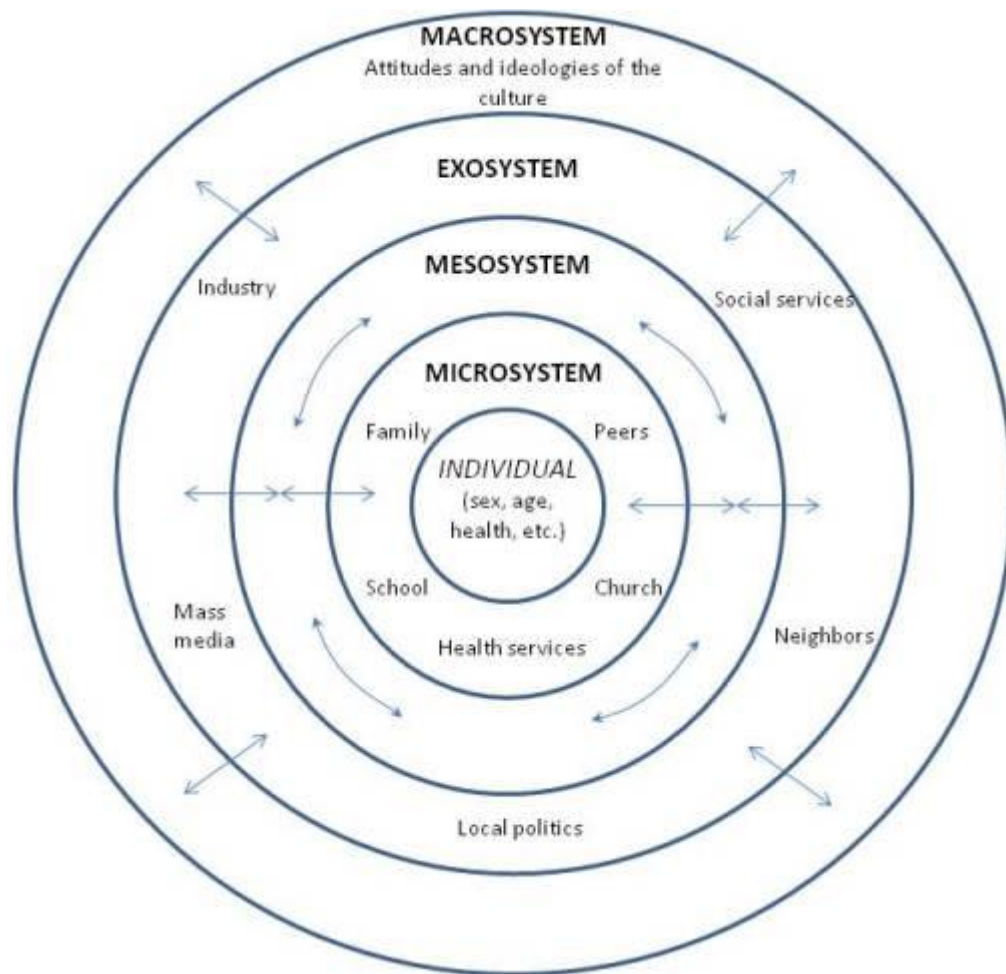 MACROSYSTEM
Attitudes and ideologies of the
culture
EXOSYSTEM
MESOSYSTEM
Industry
Social services
MICROSYSTEM
Family
Peers
INDIVIDUAL
(sex, age,
health, etc.)
School
Church
Mass
media
Neighbors
Health services
Local politics